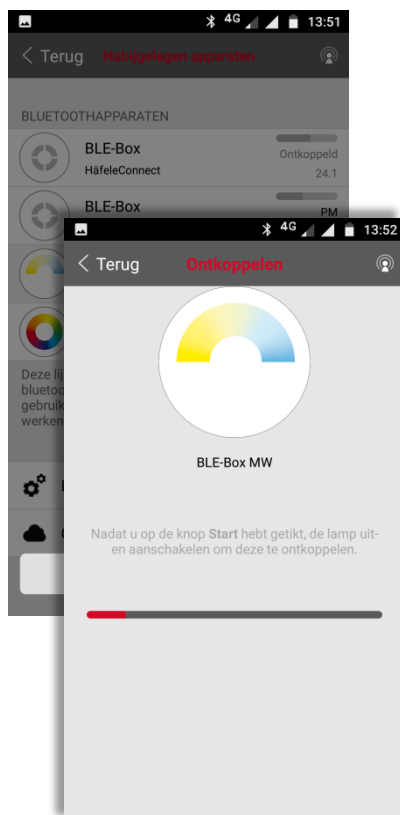 4G 13:51
Terug Nabijgelegen apparaten
BLUETOOTHAPPARATEN
BLE-Box
Ontkoppeld
HäfeleConnect
24.1
BLE-Box
PM
Deze
bluetoo
gebruik
werken
4G 13:52
Terug Ontkoppelen
BLE-Box MW
Nadat u op de knop Start hebt getikt, de lamp uit-
en aanschakelen om deze te ontkoppelen.